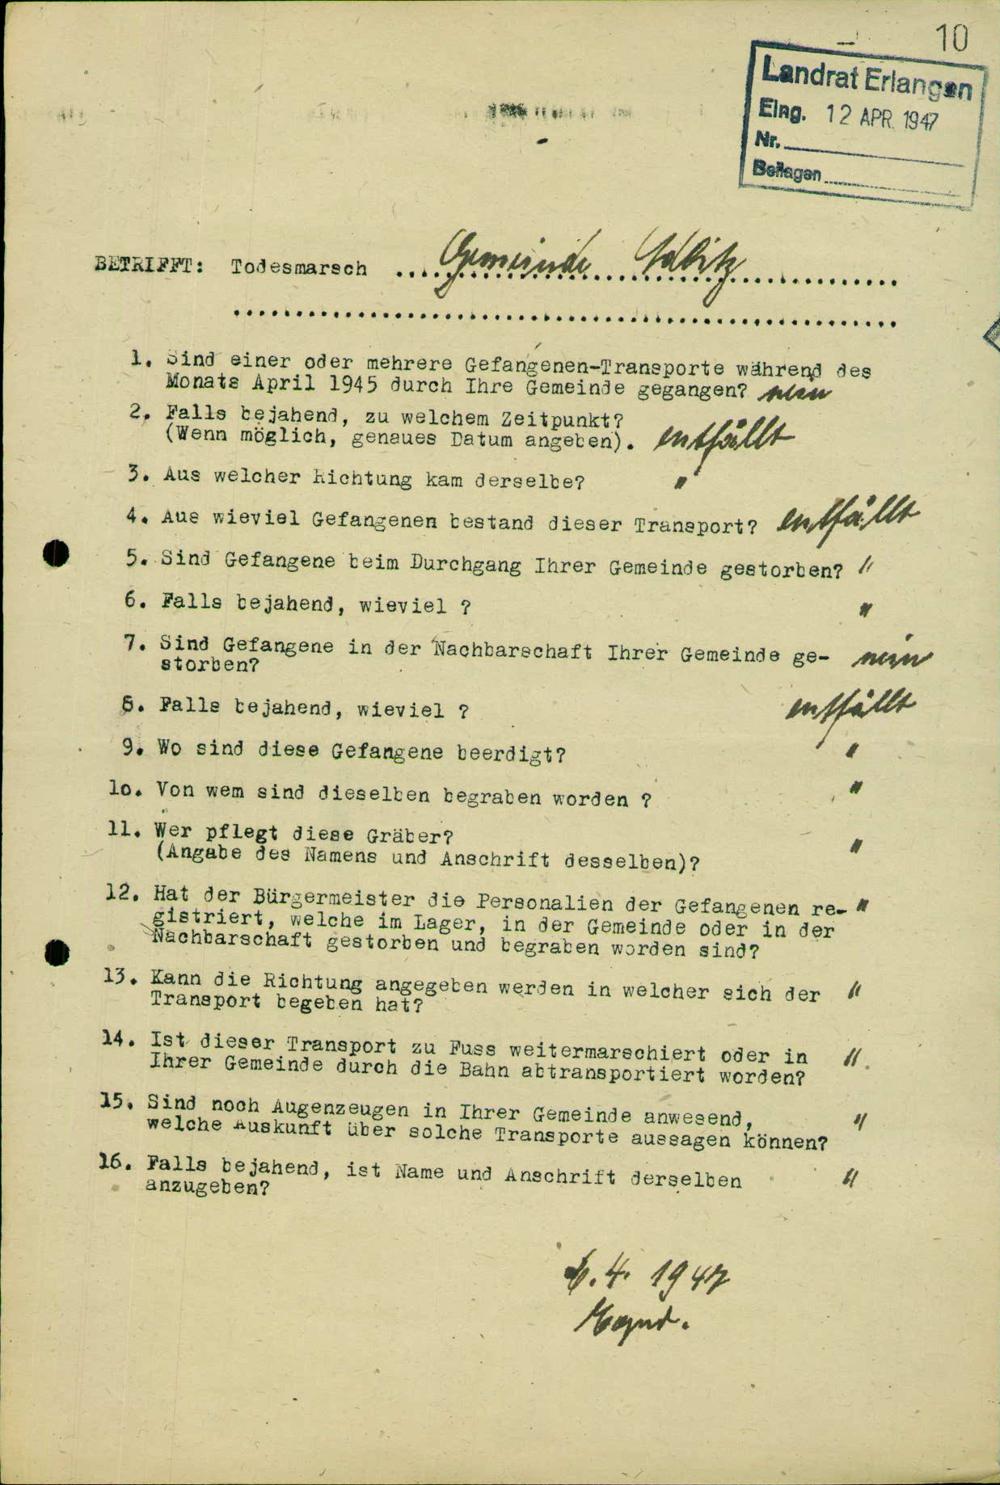 10
Landrat Erlangen
Eing. 12 APR. 1947
Nr.
Beilagen
BETRIFFT: Todesmarsch Gemeinde Adlitz
1. Sind einer oder mehrere Gefangenen-Transporte während des
Monats April 1945 durch Ihre Gemeinde gegangen? nein
2. Falls bejahend, zu welchem Zeitpunkt?
(Wenn möglich, genaues Datum angeben). entfällt
3. Aus welcher Richtung kam derselbe? "
4. Aus wieviel Gefangenen bestand dieser Transport? entfällt
5. Sind Gefangene beim Durchgang Ihrer Gemeinde gestorben? "
6. Falls bejahend, wieviel ? "
7. Sind Gefangene in der Nachbarschaft Ihrer Gemeinde ge- nein
storben?
8. Falls bejahend, wieviel ? entfällt
9. Wo sind diese Gefangene beerdigt? "
10. Von wem sind dieselben begraben worden ? "
11. Wer pflegt diese Gräber?
(Angabe des Namens und Anschrift desselben)? "
12. Hat der Bürgermeister die Personalien der Gefangenen re- "
gistriert, welche im Lager, in der Gemeinde oder in der
Nachbarschaft gestorben und begraben worden sind?
13. Kann die Richtung angegeben werden in welcher sich der "
Transport begeben hat?
14. Ist dieser Transport zu Fuss weitermarschiert oder in "
Ihrer Gemeinde durch die Bahn abtransportiert worden?
15. Sind noch Augenzeugen in Ihrer Gemeinde anwesend, "
welche Auskunft über solche Transporte aussagen können?
16. Falls bejahend, ist Name und Anschrift derselben "
anzugeben?
6.4. 1947